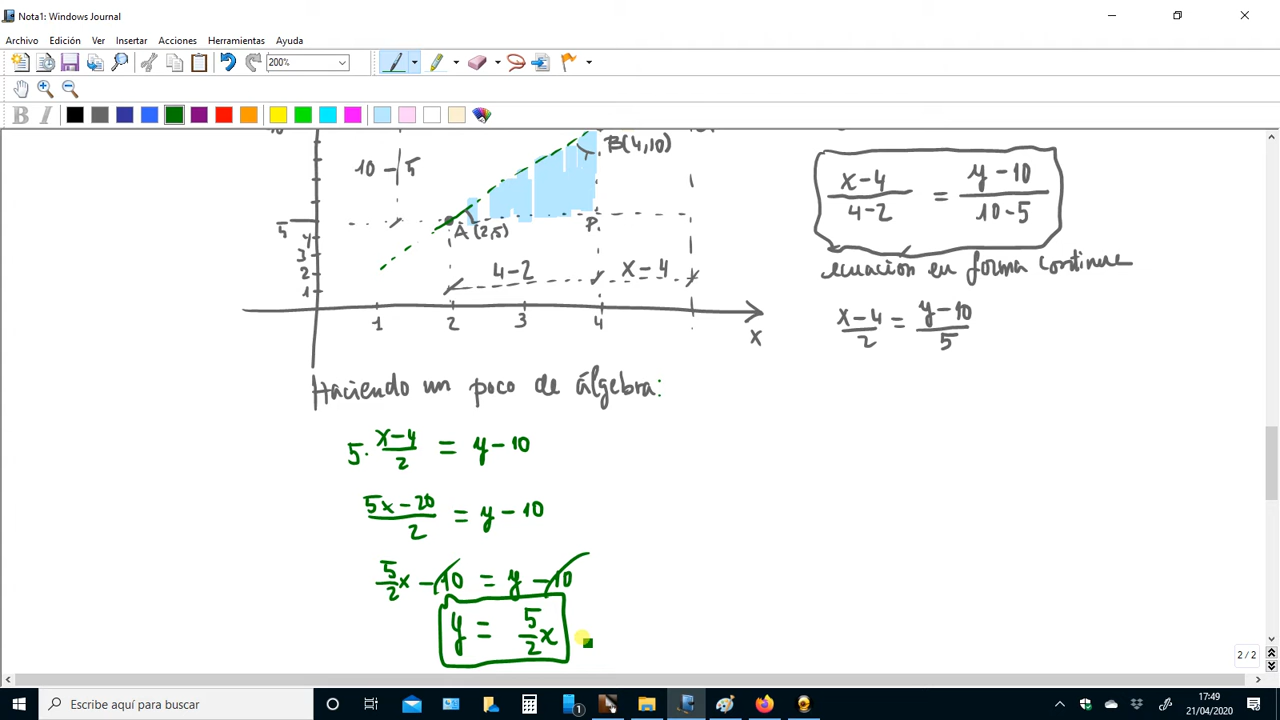 Nota1: Windows Journal
Archivo Edición Ver Insertar Acciones Herramientas Ayuda
200%
B I
10 - 5
B(4,10)
5
4
3
2
1
A(2,5)
P.
4-2
x-4
1 2 3 4
x
x-4/4-2 = y-10/10-5
ecuación en forma continua
x-4/2 = y-10/5
Haciendo un poco de álgebra:
5· x-4/2 = y-10
5x-20/2 = y-10
5/2x -10 = y-10
y = 5/2x
2 / 2
Escribe aquí para buscar
1
17:49
21/04/2020